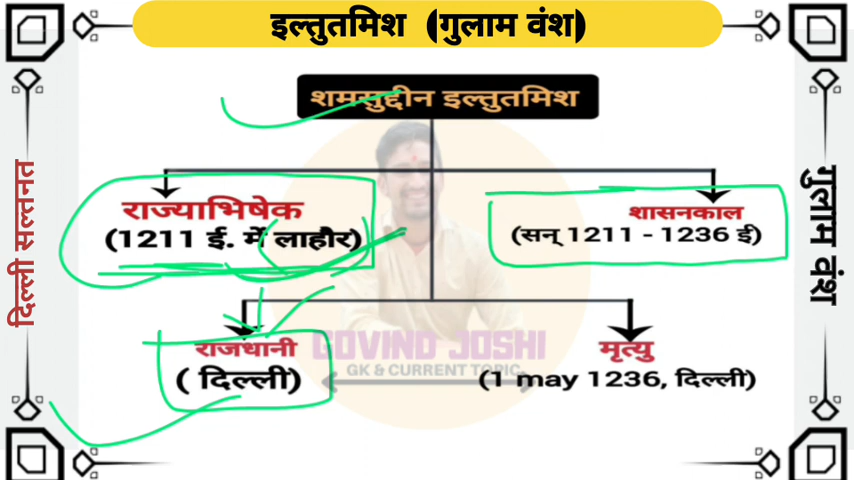 इल्तुतमिश (गुलाम वंश)
शमसुद्दीन इल्तुतमिश
राज्याभिषेक
(1211 ई. में लाहौर)
शासनकाल
(सन् 1211 - 1236 ई)
राजधानी
( दिल्ली)
मृत्यु
(1 may 1236, दिल्ली)
GOVIND JOSHI
GK & CURRENT TOPIC
दिल्ली सल्तनत
गुलाम वंश